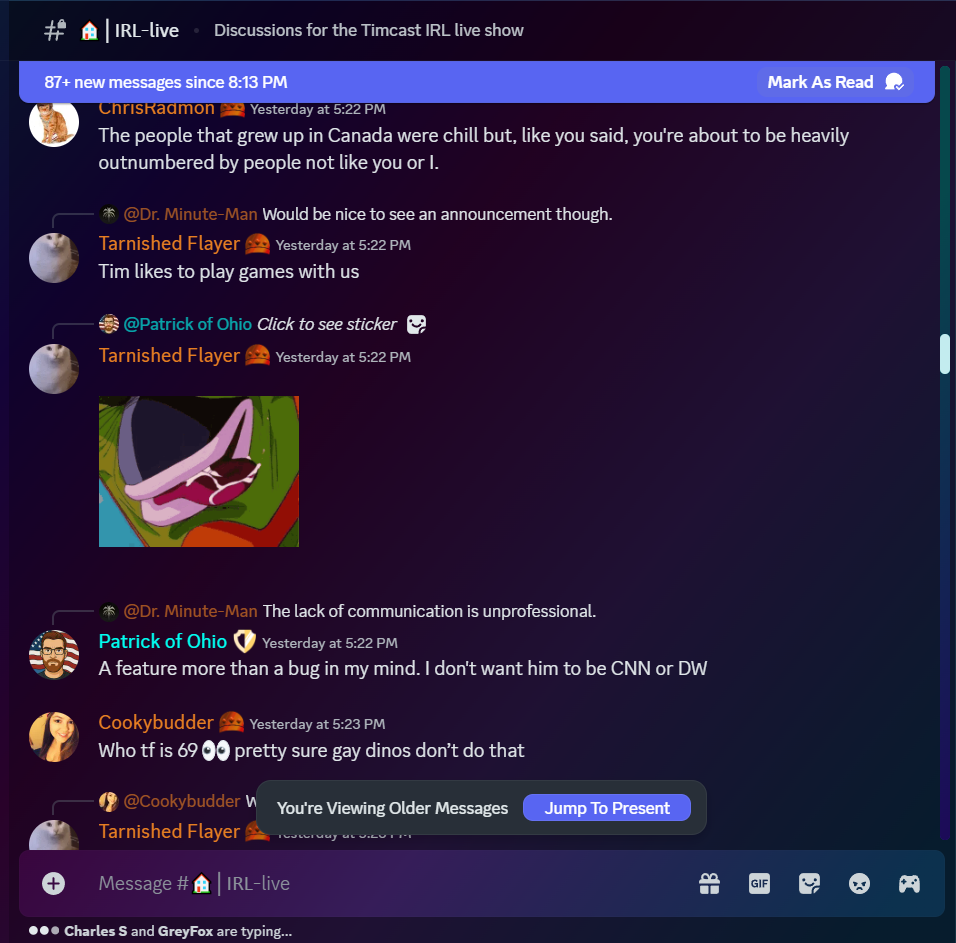 IRL-live • Discussions for the Timcast IRL live show
87+ new messages since 8:13 PM Mark As Read
ChrisRadmon Yesterday at 5:22 PM
The people that grew up in Canada were chill but, like you said, you're about to be heavily
outnumbered by people not like you or I.
@Dr. Minute-Man Would be nice to see an announcement though.
Tarnished Flayer Yesterday at 5:22 PM
Tim likes to play games with us
@Patrick of Ohio Click to see sticker
Tarnished Flayer Yesterday at 5:22 PM
@Dr. Minute-Man The lack of communication is unprofessional.
Patrick of Ohio Yesterday at 5:22 PM
A feature more than a bug in my mind. I don't want him to be CNN or DW
Cookybudder Yesterday at 5:23 PM
Who tf is 69 👀 pretty sure gay dinos don’t do that
@Cookybudder
You're Viewing Older Messages Jump To Present
Tarnished Flayer
Message #🏠 | IRL-live GIF
Charles S and GreyFox are typing...